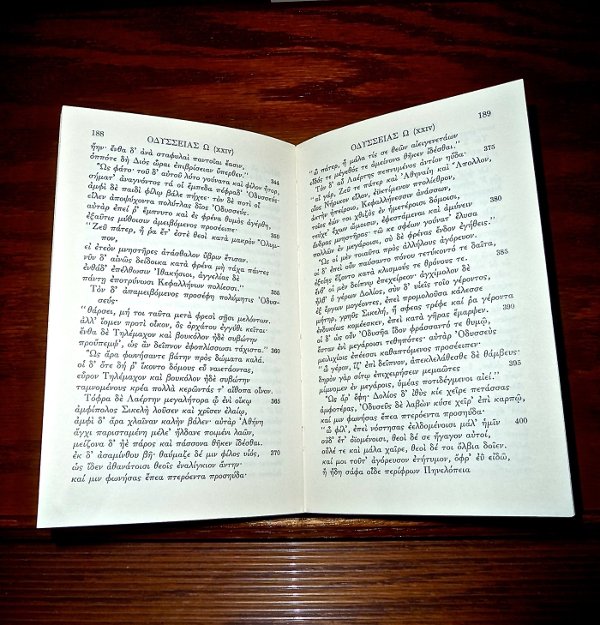 188
ΟΔΥΣΣΕΙΑΣ Ω (xxiv)
ἤην· ἔνθα δ' ἀνὰ σταφυλαὶ παντοῖαι ἔασιν,
ὁππότε δὴ Διὸς ὧραι ἐπιβρίσειαν ὕπερθεν." 344
Ὣς φάτο· τοῦ δ' αὐτοῦ λύτο γούνατα καὶ φίλον ἦτορ,
σήματ' ἀναγνόντος τά οἱ ἔμπεδα πέφραδ' Ὀδυσσεύς·
ἀμφὶ δὲ παιδὶ φίλῳ βάλε πήχεε· τὸν δὲ ποτὶ οἷ
εἷλεν ἀποψύχοντα πολύτλας δῖος Ὀδυσσεύς.
αὐτὰρ ἐπεί ῥ' ἔμπνυτο καὶ ἐς φρένα θυμὸς ἀγέρθη,
ἐξαῦτις μύθοισιν ἀμειβόμενος προσέειπε· 350
"Ζεῦ πάτερ, ἦ ῥα ἔτ' ἐστὲ θεοὶ κατὰ μακρὸν Ὄλυμ-
πον,
εἰ ἐτεὸν μνηστῆρες ἀτάσθαλον ὕβριν ἔτισαν.
νῦν δ' αἰνῶς δείδοικα κατὰ φρένα μὴ τάχα πάντες
ἐνθάδ' ἐπέλθωσιν Ἰθακήσιοι, ἀγγελίας δὲ
πάντῃ ἐποτρύνωσι Κεφαλλήνων πολίεσσι." 355
Τὸν δ' ἀπαμειβόμενος προσέφη πολύμητις Ὀδυσ-
σεύς·
"θάρσει, μή τοι ταῦτα μετὰ φρεσὶ σῇσι μελόντων.
ἀλλ' ἴομεν προτὶ οἶκον, ὃς ὀρχάτου ἐγγύθι κεῖται·
ἔνθα δὲ Τηλέμαχον καὶ βουκόλον ἠδὲ συβώτην
προὔπεμψ', ὡς ἂν δεῖπνον ἐφοπλίσσωσι τάχιστα." 360
Ὣς ἄρα φωνήσαντε βάτην πρὸς δώματα καλά.
οἱ δ' ὅτε δή ῥ' ἵκοντο δόμους εὖ ναιετάοντας,
εὗρον Τηλέμαχον καὶ βουκόλον ἠδὲ συβώτην
ταμνομένους κρέα πολλὰ κερῶντάς τ' αἴθοπα οἶνον.
Τόφρα δὲ Λαέρτην μεγαλήτορα ᾧ ἐνὶ οἴκῳ 365
ἀμφίπολος Σικελὴ λοῦσεν καὶ χρῖσεν ἐλαίῳ,
ἀμφὶ δ' ἄρα χλαῖναν καλὴν βάλεν· αὐτὰρ Ἀθήνη
ἄγχι παρισταμένη μέλε' ἤλδανε ποιμένι λαῶν,
μείζονα δ' ἠὲ πάρος καὶ πάσσονα θῆκεν ἰδέσθαι.
ἐκ δ' ἀσαμίνθου βῆ· θαύμαζε δέ μιν φίλος υἱός, 370
ὡς ἴδεν ἀθανάτοισι θεοῖς ἐναλίγκιον ἄντην·
καί μιν φωνήσας ἔπεα πτερόεντα προσηύδα·
189
ΟΔΥΣΣΕΙΑΣ Ω (xxiv)
"ὦ πάτερ, ἦ μάλα τίς σε θεῶν αἰειγενετάων
εἶδός τε μέγεθός τε ἀμείνονα θῆκεν ἰδέσθαι."
Τὸν δ' αὖ Λαέρτης πεπνυμένος ἀντίον ηὔδα· 375
"αἲ γάρ, Ζεῦ τε πάτερ καὶ Ἀθηναίη καὶ Ἄπολλον,
οἷος Νήρικον εἷλον, ἐϋκτίμενον πτολίεθρον,
ἀκτὴν ἠπείροιο, Κεφαλλήνεσσιν ἀνάσσων,
τοῖος ἐών τοι χθιζὸς ἐν ἡμετέροισι δόμοισι,
τεύχε' ἔχων ὤμοισιν, ἐφεστάμεναι καὶ ἀμύνειν 380
ἄνδρας μνηστῆρας· τῶ κε σφέων γούνατ' ἔλυσα
πολλῶν ἐν μεγάροισι, σὺ δὲ φρένας ἔνδον ἐγήθεις."
Ὣς οἱ μὲν τοιαῦτα πρὸς ἀλλήλους ἀγόρευον.
οἱ δ' ἐπεὶ οὖν παύσαντο πόνου τετύκοντό τε δαῖτα,
ἑξείης ἕζοντο κατὰ κλισμούς τε θρόνους τε. 385
ἔνθ' οἱ μὲν δείπνῳ ἐπεχείρεον· ἀγχίμολον δὲ
ἦλθ' ὁ γέρων Δολίος, σὺν δ' υἱεῖς τοῖο γέροντος,
ἐξ ἔργων μογέοντες, ἐπεὶ προμολοῦσα κάλεσσε
μήτηρ, γρηῢς Σικελή, ἥ σφεας τρέφε καί ῥα γέροντα
ἐνδυκέως κομέεσκεν, ἐπεὶ κατὰ γῆρας ἔμαρψεν. 390
οἱ δ' ὡς οὖν Ὀδυσῆα ἴδον φράσσαντό τε θυμῷ,
ἔσταν ἐνὶ μεγάροισι τεθηπότες· αὐτὰρ Ὀδυσσεὺς
μειλιχίοις ἐπέεσσι καθαπτόμενος προσέειπεν·
"ὦ γέρον, ἵζ' ἐπὶ δεῖπνον, ἀπεκλελάθεσθε δὲ θάμβευς·
δηρὸν γὰρ σίτῳ ἐπιχειρήσειν μεμαῶτες 395
μίμνομεν ἐν μεγάροις, ὑμέας ποτιδέγμενοι αἰεί."
Ὣς ἄρ' ἔφη· Δολίος δ' ἰθὺς κίε χεῖρε πετάσσας
ἀμφοτέρας, Ὀδυσεῦς δὲ λαβὼν κύσε χεῖρ' ἐπὶ καρπῷ,
καί μιν φωνήσας ἔπεα πτερόεντα προσηύδα·
"ὦ φίλ', ἐπεὶ νόστησας ἐελδομένοισι μάλ' ἡμῖν 400
οὐδ' ἔτ' ὀϊομένοισι, θεοὶ δέ σε ἤγαγον αὐτοί,
οὖλέ τε καὶ μάλα χαῖρε, θεοὶ δέ τοι ὄλβια δοῖεν.
καί μοι τοῦτ' ἀγόρευσον ἐτήτυμον, ὄφρ' ἐῢ εἰδῶ,
ἢ ἤδη σάφα οἶδε περίφρων Πηνελόπεια